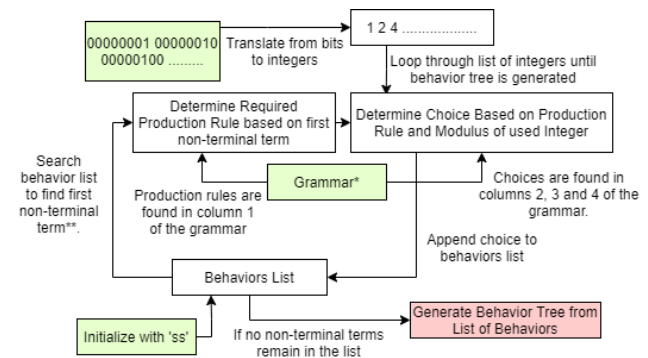 00000001 00000010
00000100 .........
Translate from bits
to integers
1 2 4 ...................
Loop through list of integers until
behavior tree is generated
Determine Required
Production Rule based on first
non-terminal term
Determine Choice Based on Production
Rule and Modulus of used Integer
Search
behavior list
to find first
non-terminal
term**.
Grammar*
Production rules are
found in column 1
of the grammar
Choices are found in
columns 2, 3 and 4 of the
grammar.
Append choice to
behaviors list
Behaviors List
Initialize with 'ss'
If no non-terminal terms
remain in the list
Generate Behavior Tree from
List of Behaviors